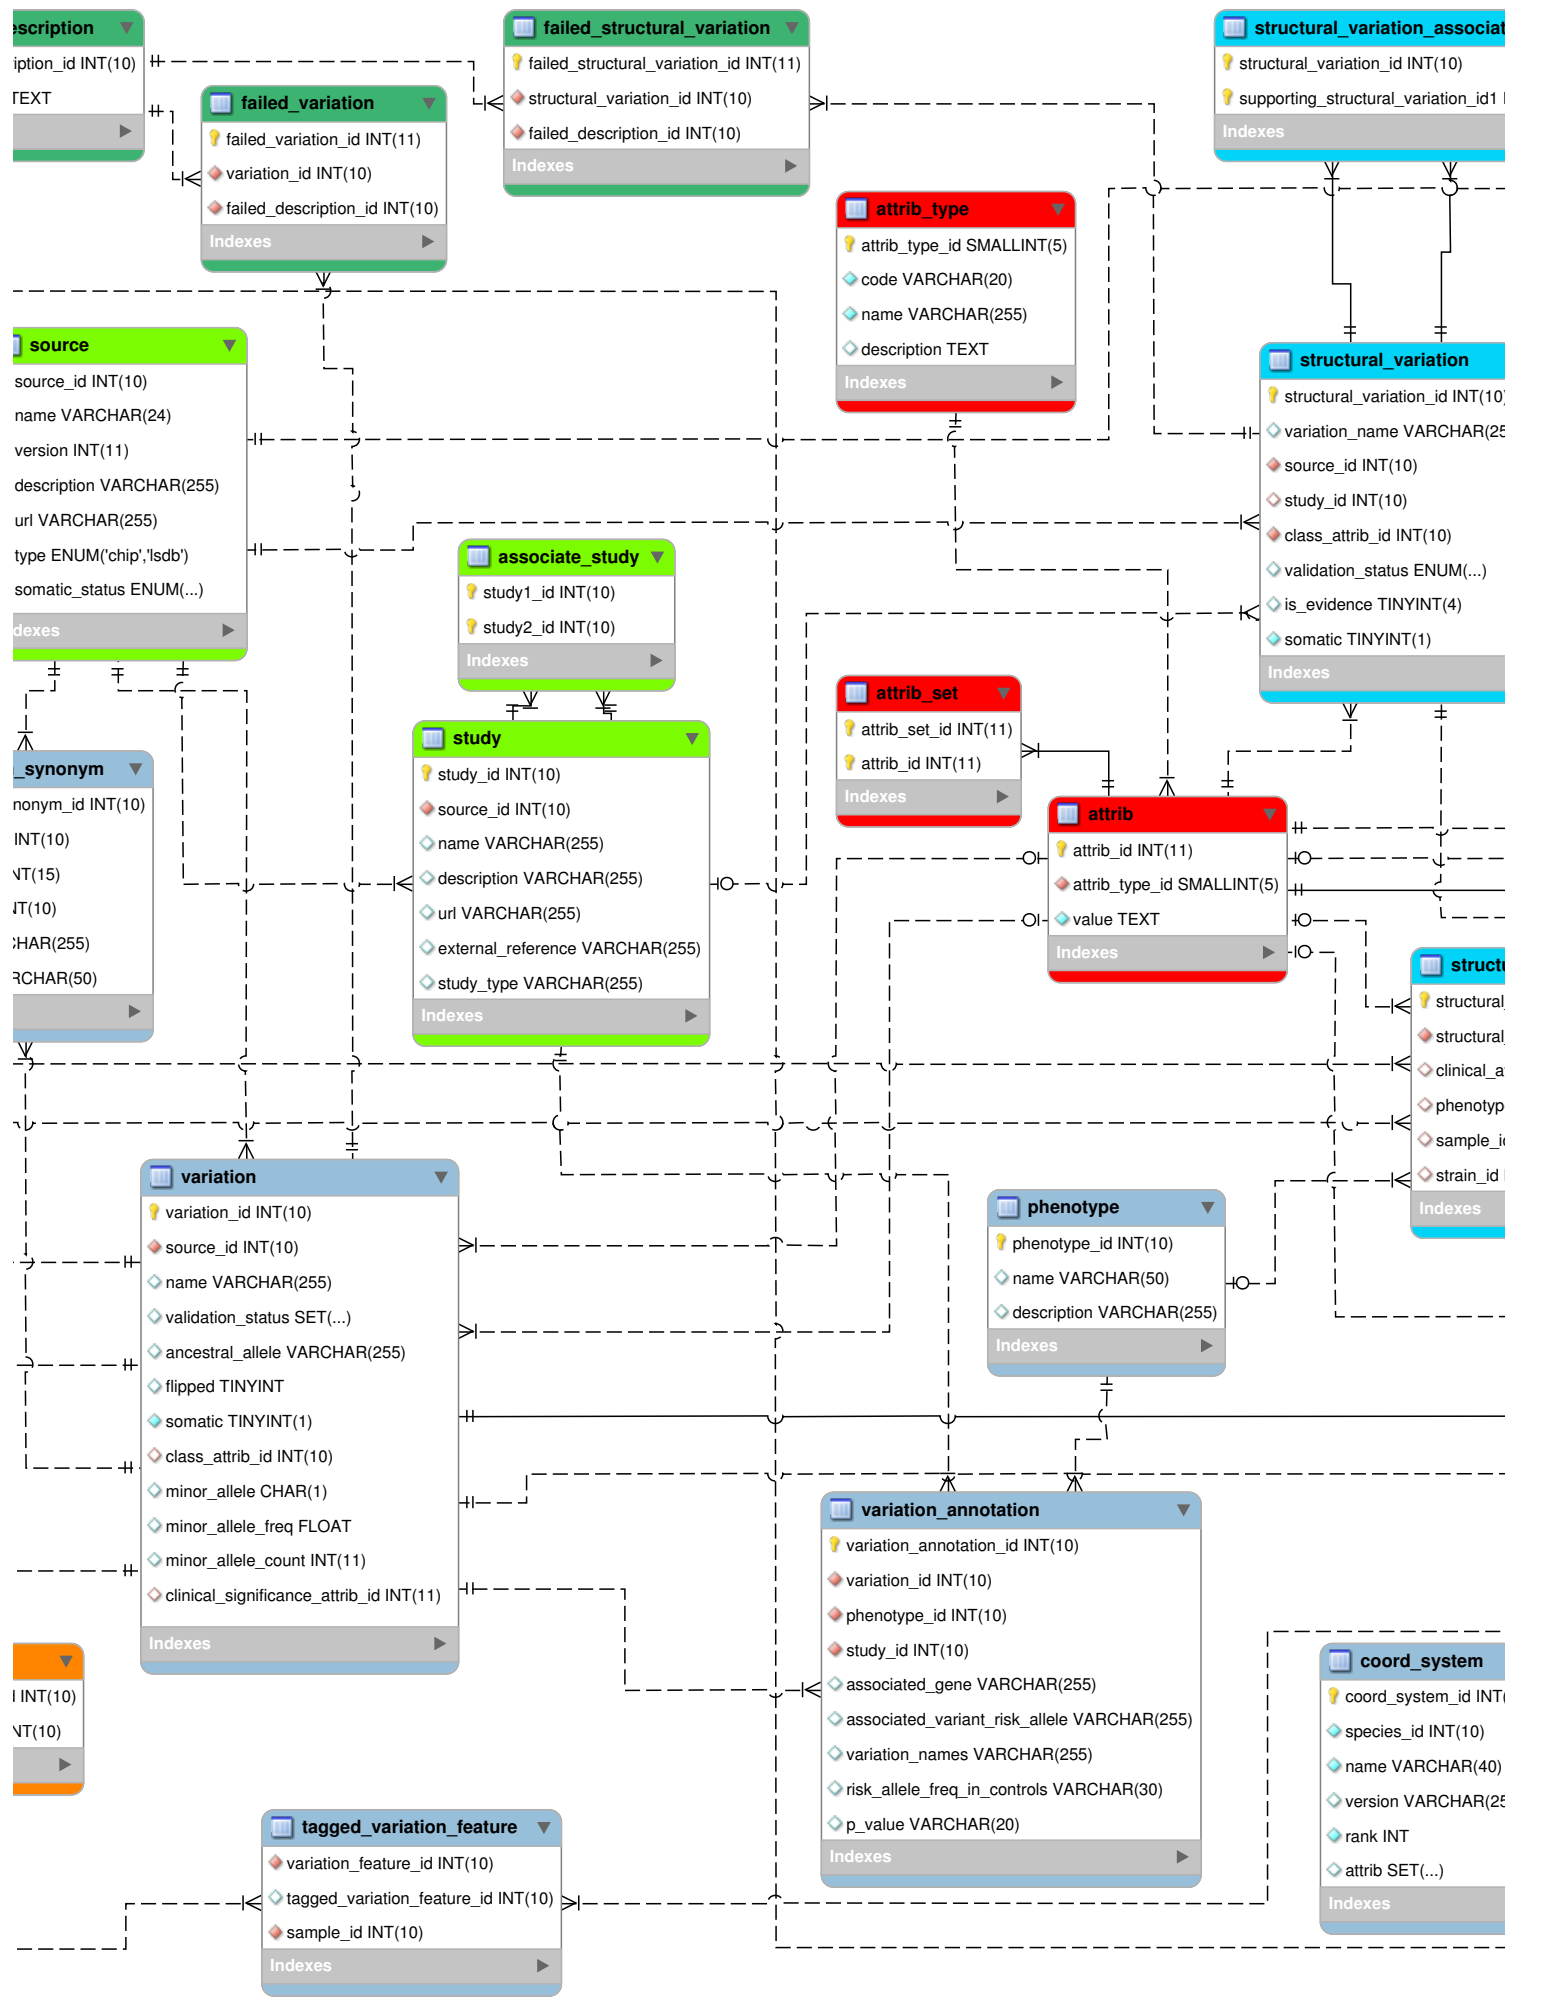 escription
iption_id INT(10)
TEXT
failed_variation
failed_variation_id INT(11)
variation_id INT(10)
failed_description_id INT(10)
Indexes
failed_structural_variation
failed_structural_variation_id INT(11)
structural_variation_id INT(10)
failed_description_id INT(10)
Indexes
structural_variation_associat
structural_variation_id INT(10)
supporting_structural_variation_id1 I
Indexes
attrib_type
attrib_type_id SMALLINT(5)
code VARCHAR(20)
name VARCHAR(255)
description TEXT
Indexes
source
source_id INT(10)
name VARCHAR(24)
version INT(11)
description VARCHAR(255)
url VARCHAR(255)
type ENUM('chip','lsdb')
somatic_status ENUM(...)
dexes
structural_variation
structural_variation_id INT(10)
variation_name VARCHAR(25
source_id INT(10)
study_id INT(10)
class_attrib_id INT(10)
validation_status ENUM(...)
is_evidence TINYINT(4)
somatic TINYINT(1)
Indexes
associate_study
study1_id INT(10)
study2_id INT(10)
Indexes
study
study_id INT(10)
source_id INT(10)
name VARCHAR(255)
description VARCHAR(255)
url VARCHAR(255)
external_reference VARCHAR(255)
study_type VARCHAR(255)
Indexes
attrib_set
attrib_set_id INT(11)
attrib_id INT(11)
Indexes
attrib
attrib_id INT(11)
attrib_type_id SMALLINT(5)
value TEXT
Indexes
_synonym
nonym_id INT(10)
INT(10)
NT(15)
NT(10)
CHAR(255)
RCHAR(50)
structu
structural_
structural_
clinical_a
phenotyp
sample_id
strain_id
Indexes
variation
variation_id INT(10)
source_id INT(10)
name VARCHAR(255)
validation_status SET(...)
ancestral_allele VARCHAR(255)
flipped TINYINT
somatic TINYINT(1)
class_attrib_id INT(10)
minor_allele CHAR(1)
minor_allele_freq FLOAT
minor_allele_count INT(11)
clinical_significance_attrib_id INT(11)
Indexes
phenotype
phenotype_id INT(10)
name VARCHAR(50)
description VARCHAR(255)
Indexes
variation_annotation
variation_annotation_id INT(10)
variation_id INT(10)
phenotype_id INT(10)
study_id INT(10)
associated_gene VARCHAR(255)
associated_variant_risk_allele VARCHAR(255)
variation_names VARCHAR(255)
risk_allele_freq_in_controls VARCHAR(30)
p_value VARCHAR(20)
Indexes
INT(10)
NT(10)
coord_system
coord_system_id INT(
species_id INT(10)
name VARCHAR(40)
version VARCHAR(25
rank INT
attrib SET(...)
Indexes
tagged_variation_feature
variation_feature_id INT(10)
tagged_variation_feature_id INT(10)
sample_id INT(10)
Indexes